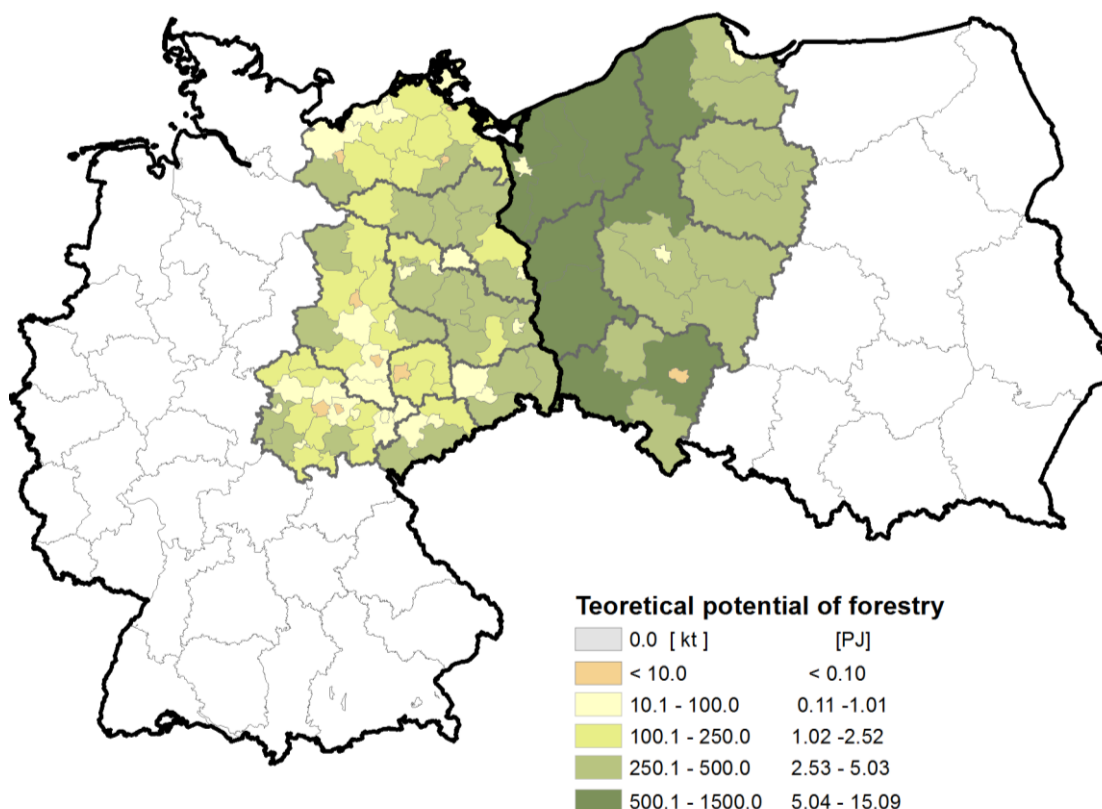 Teoretical potential of forestry
0.0 [ kt ] [PJ]
< 10.0 < 0.10
10.1 - 100.0 0.11 -1.01
100.1 - 250.0 1.02 -2.52
250.1 - 500.0 2.53 - 5.03
500.1 - 1500.0 5.04 - 15.09